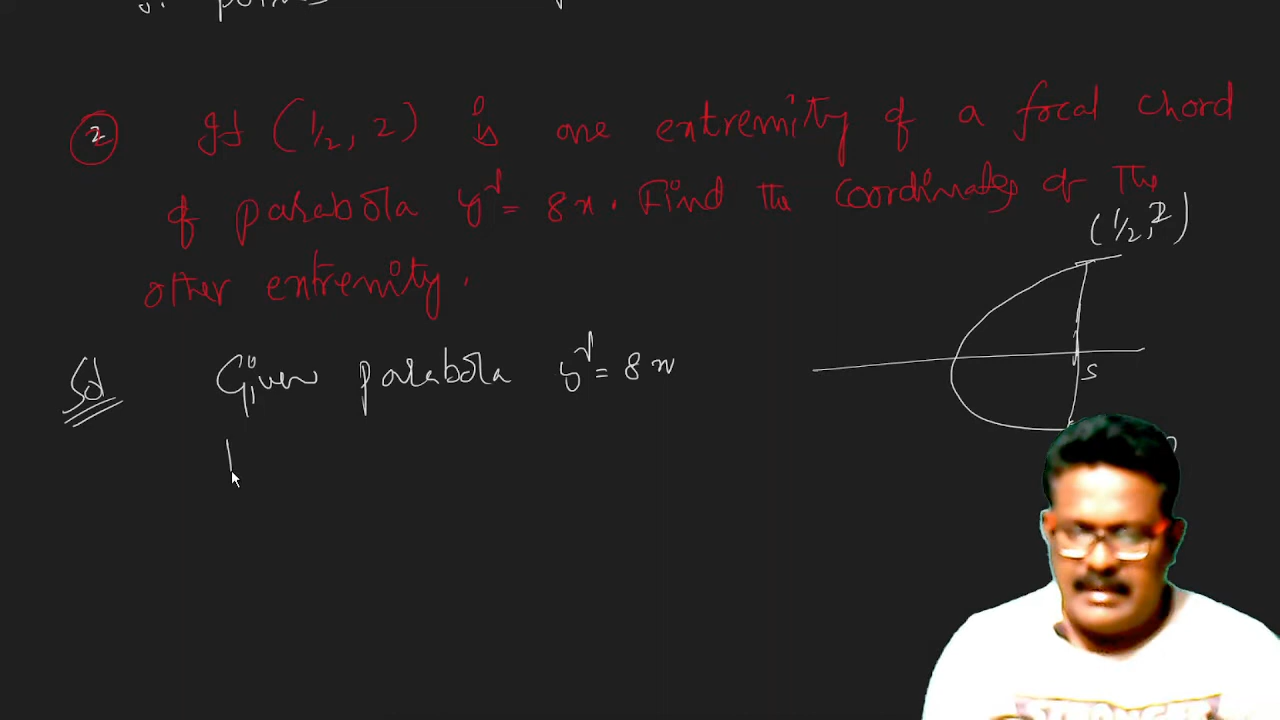 ② If (1/2, 2) is one extremity of a focal chord
of parabola y² = 8x. Find the coordinates of the
other extremity.
(1/2, 2)
Sol Given parabola y² = 8x
S